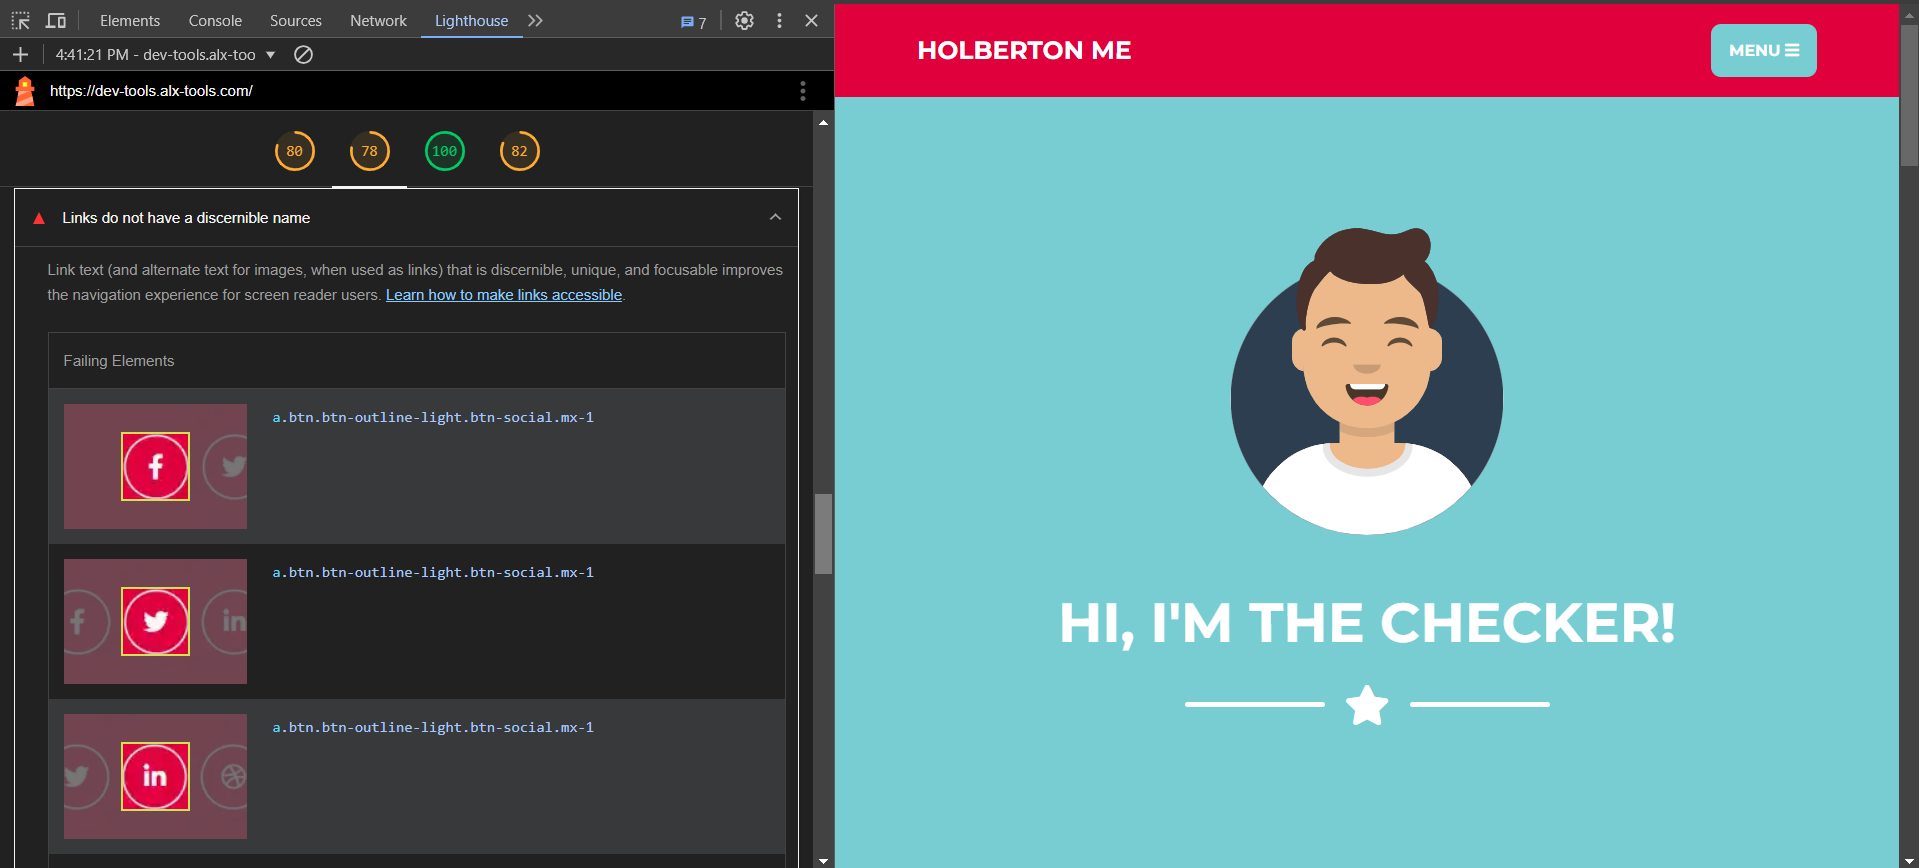 Elements Console Sources Network Lighthouse 7
4:41:21 PM - dev-tools.alx-too
https://dev-tools.alx-tools.com/
80 78 100 82
Links do not have a discernible name
Link text (and alternate text for images, when used as links) that is discernible, unique, and focusable improves
the navigation experience for screen reader users. Learn how to make links accessible.
Failing Elements
a.btn.btn-outline-light.btn-social.mx-1
a.btn.btn-outline-light.btn-social.mx-1
a.btn.btn-outline-light.btn-social.mx-1
HOLBERTON ME
MENU
HI, I'M THE CHECKER!